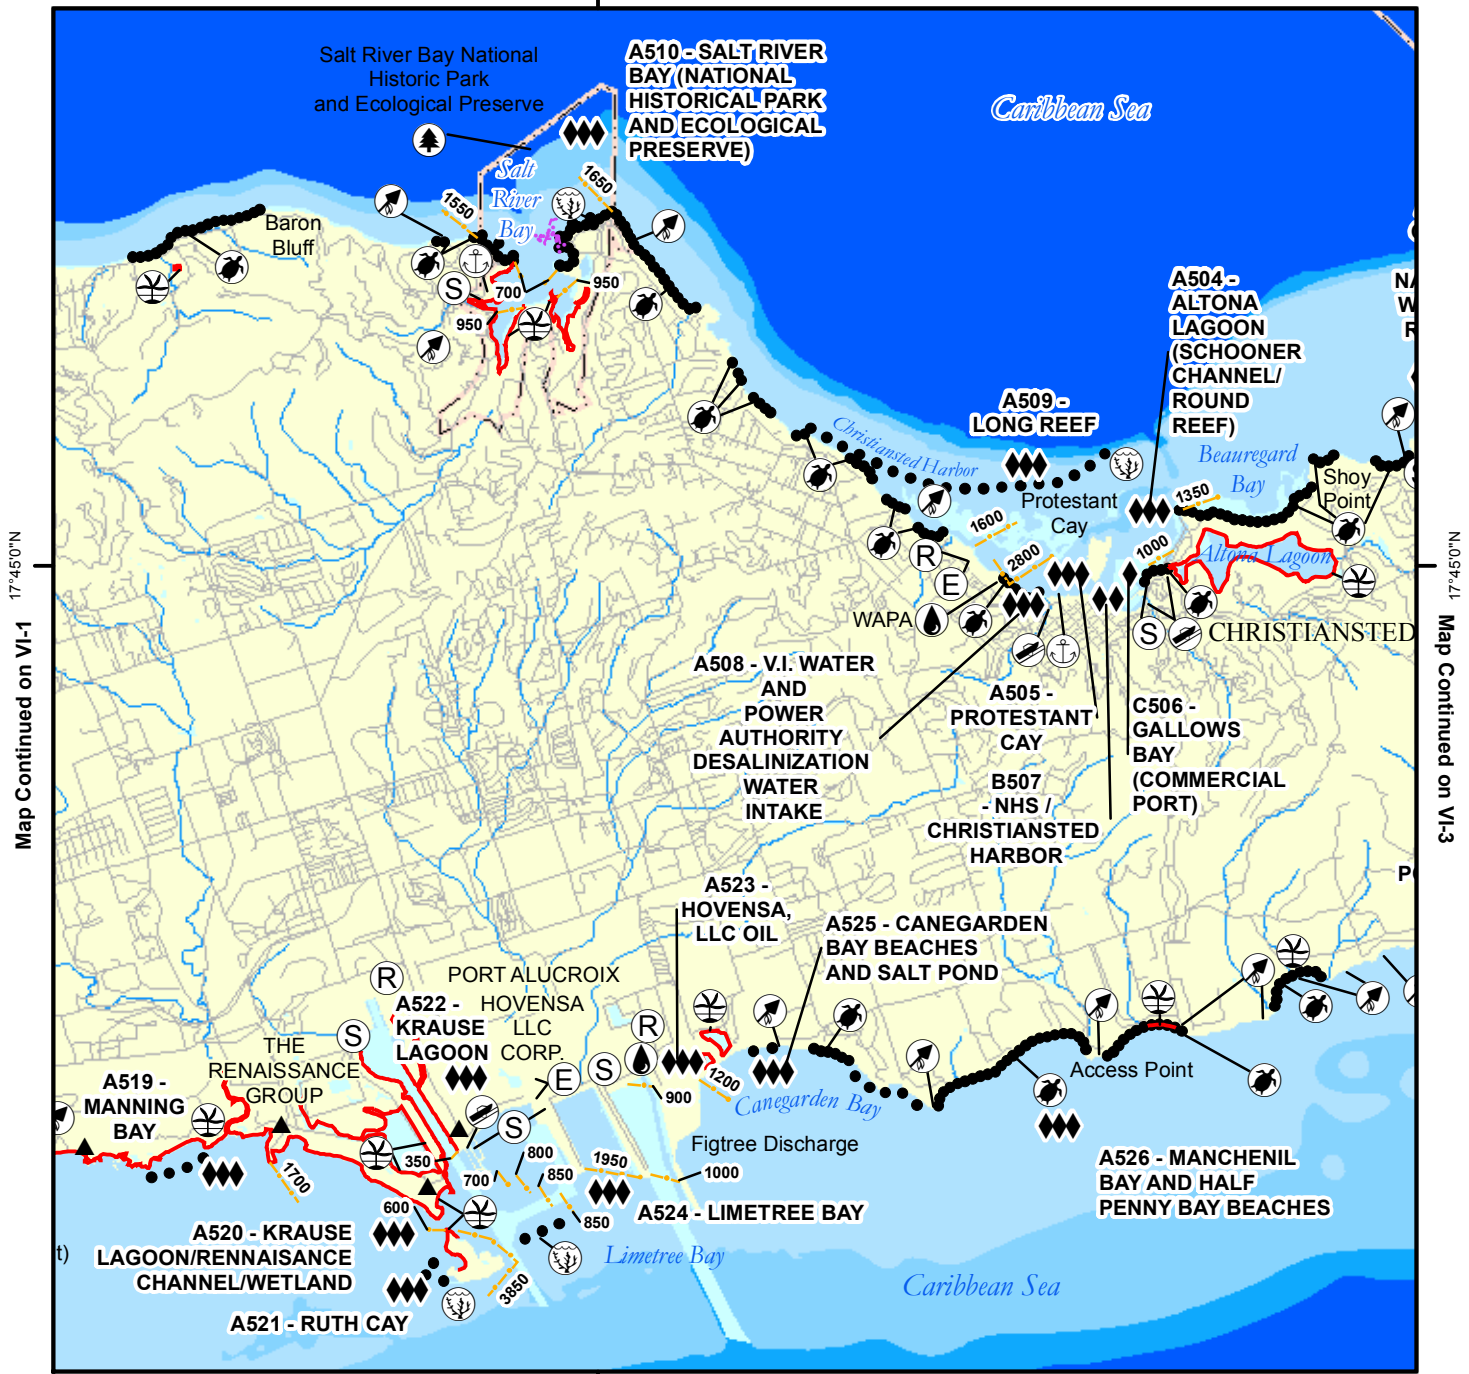 Salt River Bay National
Historic Park
and Ecological Preserve
A510 - SALT RIVER
BAY (NATIONAL
HISTORICAL PARK
AND ECOLOGICAL
PRESERVE)
Caribbean Sea
Salt
River
Bay
1550
1650
Baron
Bluff
S
700
950
950
A504 -
ALTONA
LAGOON
(SCHOONER
CHANNEL/
ROUND
REEF)
A509 -
LONG REEF
Christiansted Harbor
Beauregard
Bay
Shoy
Point
Protestant
Cay
1350
1600
2800
1000
Altona Lagoon
R
E
WAPA
S
CHRISTIANSTED
17°45'0"N
17°45'0"N
Map Continued on VI-1
Map Continued on VI-3
A508 - V.I. WATER
AND
POWER
AUTHORITY
DESALINIZATION
WATER
INTAKE
A505 -
PROTESTANT
CAY
C506 -
GALLOWS
BAY
(COMMERCIAL
PORT)
B507
- NHS /
CHRISTIANSTED
HARBOR
A523 -
HOVENSA,
LLC OIL
A525 - CANEGARDEN
BAY BEACHES
AND SALT POND
R
PORT ALUCROIX
HOVENSA
LLC
CORP.
A522 -
KRAUSE
LAGOON
S
THE
RENAISSANCE
GROUP
A519 -
MANNING
BAY
R
S
E
S
900
1200
Canegarden Bay
Access Point
Figtree Discharge
350
700
800
850
1950
1000
850
1700
600
3850
A524 - LIMETREE BAY
A526 - MANCHENIL
BAY AND HALF
PENNY BAY BEACHES
A520 - KRAUSE
LAGOON/RENNAISANCE
CHANNEL/WETLAND
A521 - RUTH CAY
Limetree Bay
Caribbean Sea
t)